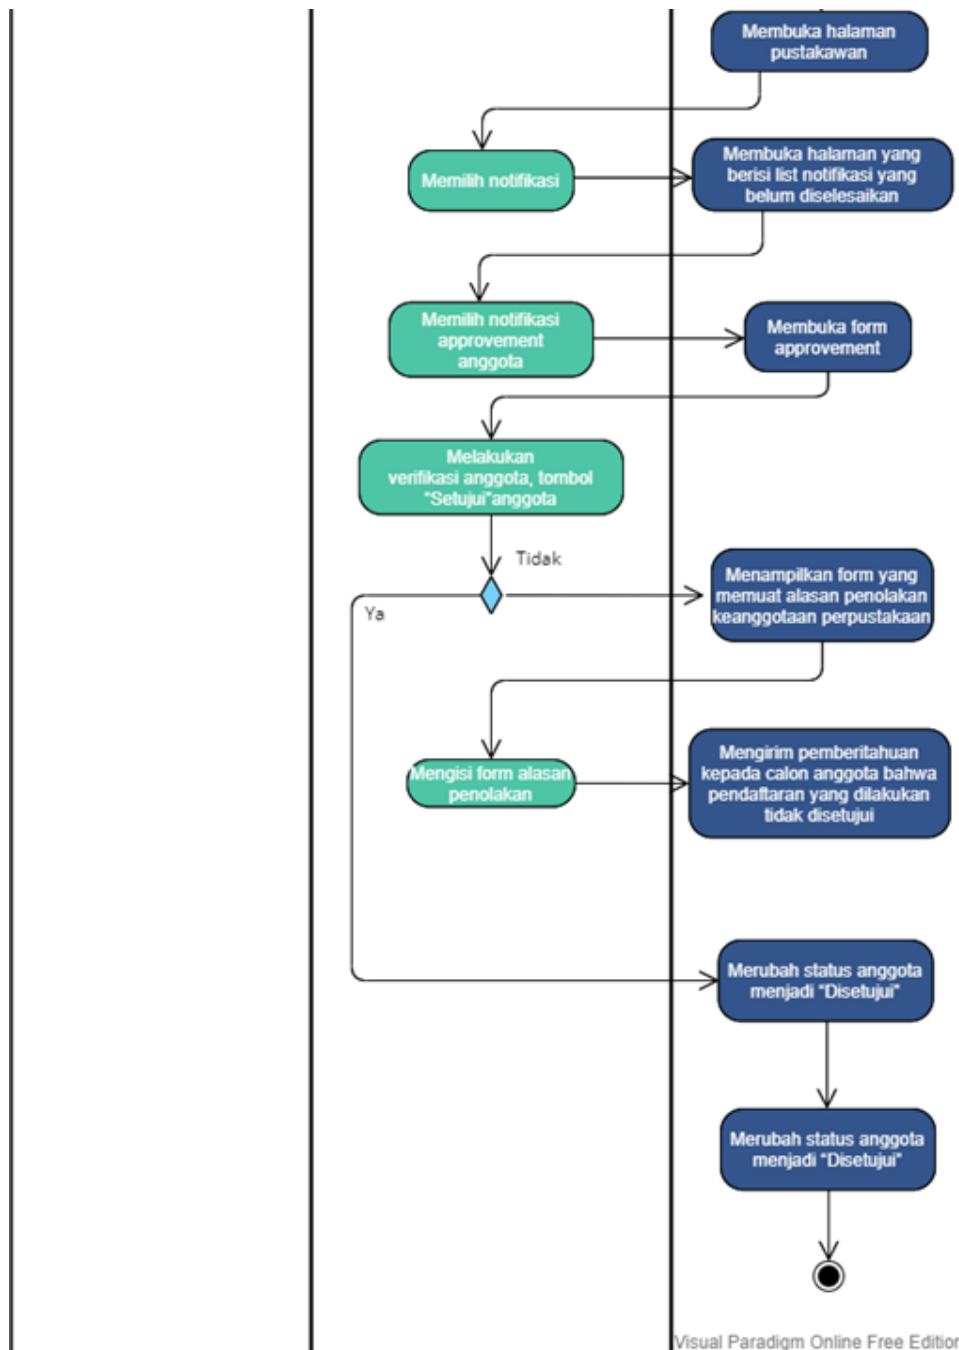 Membuka halaman
pustakawan
Memilih notifikasi
Membuka halaman yang
berisi list notifikasi yang
belum diselesaikan
Memilih notifikasi
approvement
anggota
Membuka form
approvement
Melakukan
verifikasi anggota, tombol
“Setujui”anggota
Tidak
Ya
Menampilkan form yang
memuat alasan penolakan
keanggotaan perpustakaan
Mengisi form alasan
penolakan
Mengirim pemberitahuan
kepada calon anggota bahwa
pendaftaran yang dilakukan
tidak disetujui
Merubah status anggota
menjadi “Disetujui”
Merubah status anggota
menjadi “Disetujui”
Visual Paradigm Online Free Edition